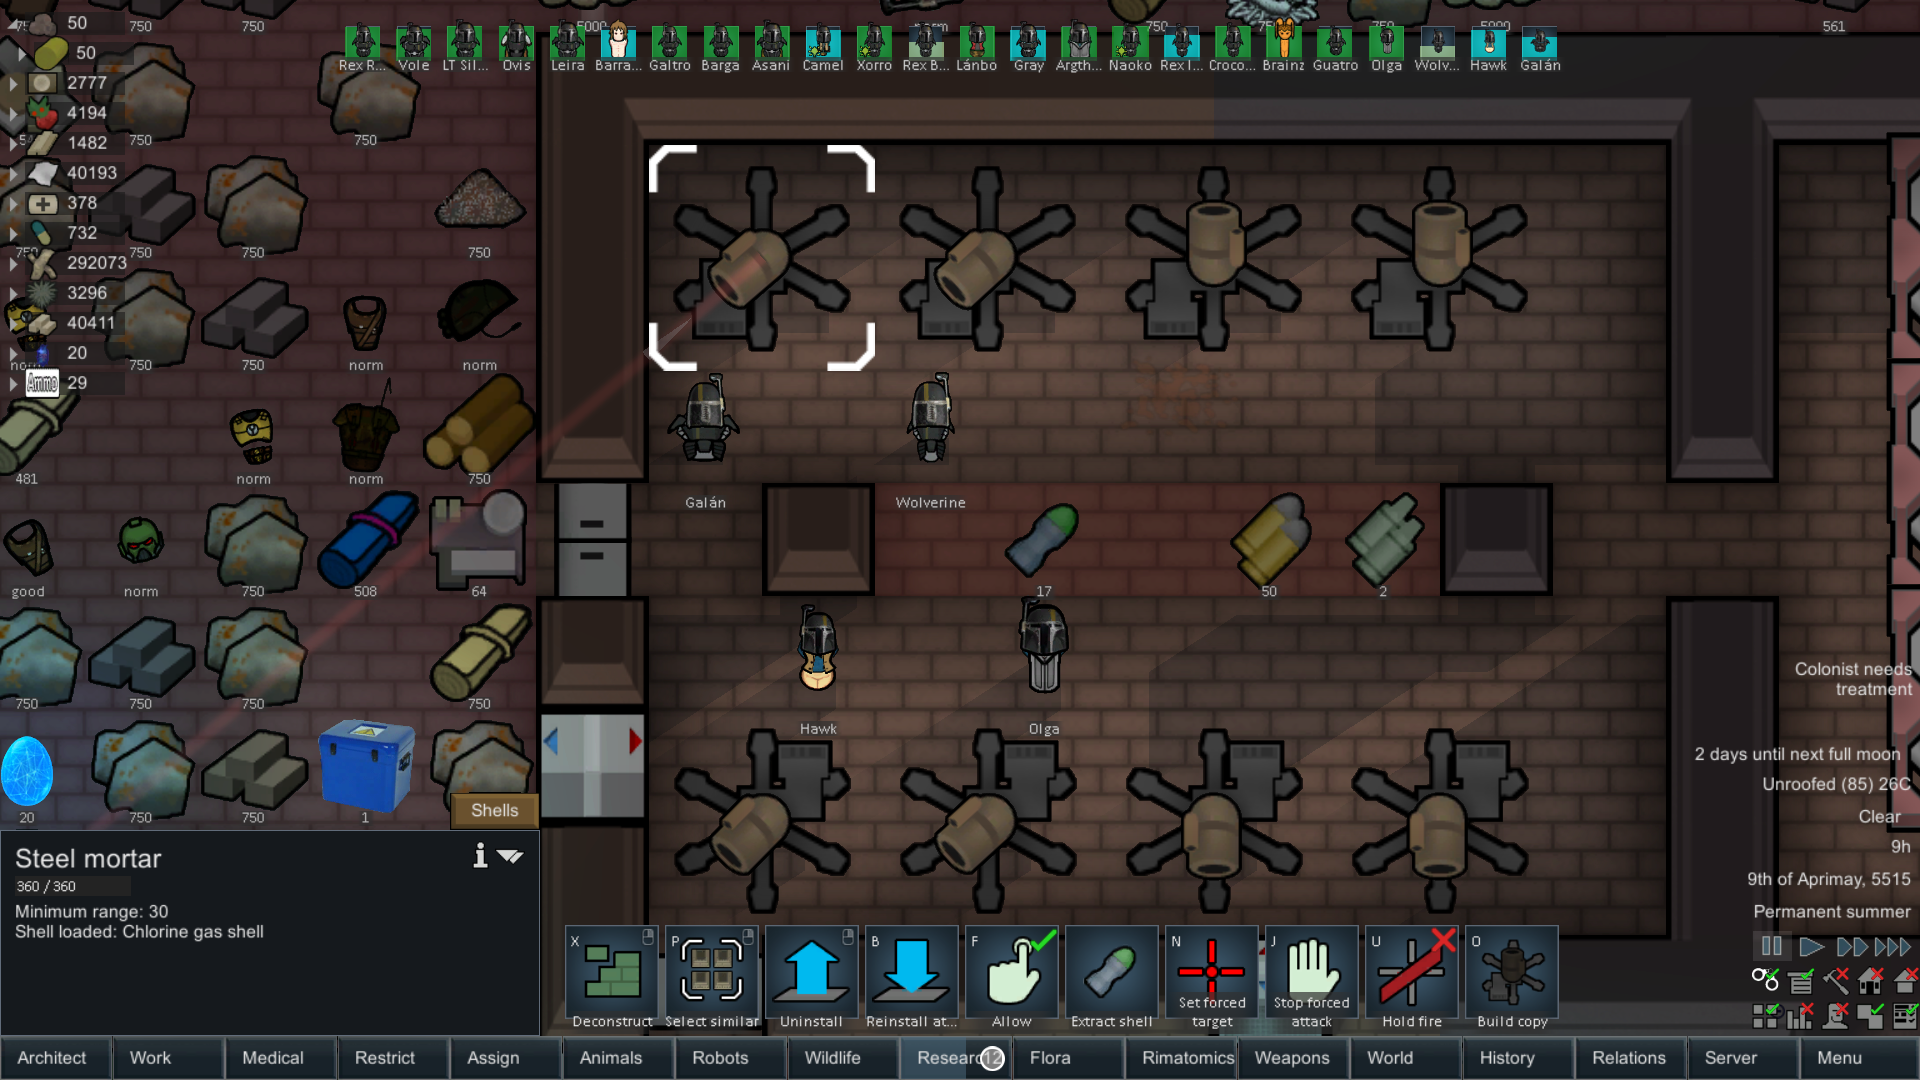 50
50
2777
4194
1482
40193
378
732
292073
3296
40411
20
Ammo 29
Rex R... Vole LT Sil... Ovis Leira Barra... Galtro Barga Asani Camel Xorro Rex B... Lánbo Gray Argth... Naoko Rex I... Croco... Brainz Guatro Olga Wolv... Hawk Galán
750 750 5000 norm 750 5000 750 561
750 750
750 750 750
750 750 norm norm
481 norm norm 750
good norm 750 508 64
750 750 750 750
20 750 750 1
Shells
Galán Wolverine
17 50 2
Hawk Olga
Colonist needs
treatment
2 days until next full moon
Unroofed (85) 26C
Clear
9h
9th of Aprimay, 5515
Permanent summer
Steel mortar
360 / 360
Minimum range: 30
Shell loaded: Chlorine gas shell
X P B F N J U O
Deconstruct
Select similar
Uninstall
Reinstall at...
Allow
Extract shell
Set forced
target
Stop forced
attack
Hold fire
Build copy
Architect Work Medical Restrict Assign Animals Robots Wildlife Researc 12 Flora Rimatomics Weapons World History Relations Server Menu